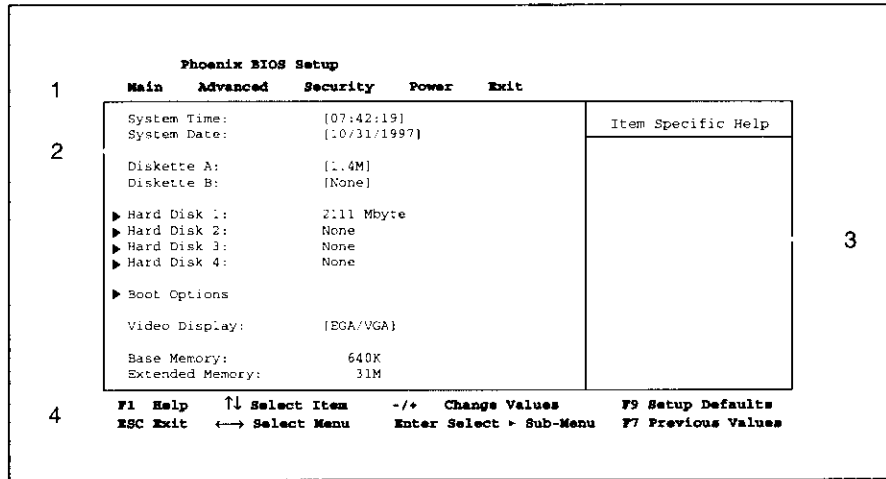 Phoenix BIOS Setup
1 Main Advanced Security Power Exit
System Time: [07:42:19]
Item Specific Help
System Date: [10/31/1997]
2
Diskette A: [1.4M]
Diskette B: [None]
▶ Hard Disk 1: 2111 Mbyte
▶ Hard Disk 2: None
▶ Hard Disk 3: None
3
▶ Hard Disk 4: None
▶ Boot Options
Video Display: [EGA/VGA]
Base Memory: 640K
Extended Memory: 31M
4
F1 Help ↑↓ Select Item -/+ Change Values F9 Setup Defaults
ESC Exit ←→ Select Menu Enter Select ▸ Sub-Menu F7 Previous Values